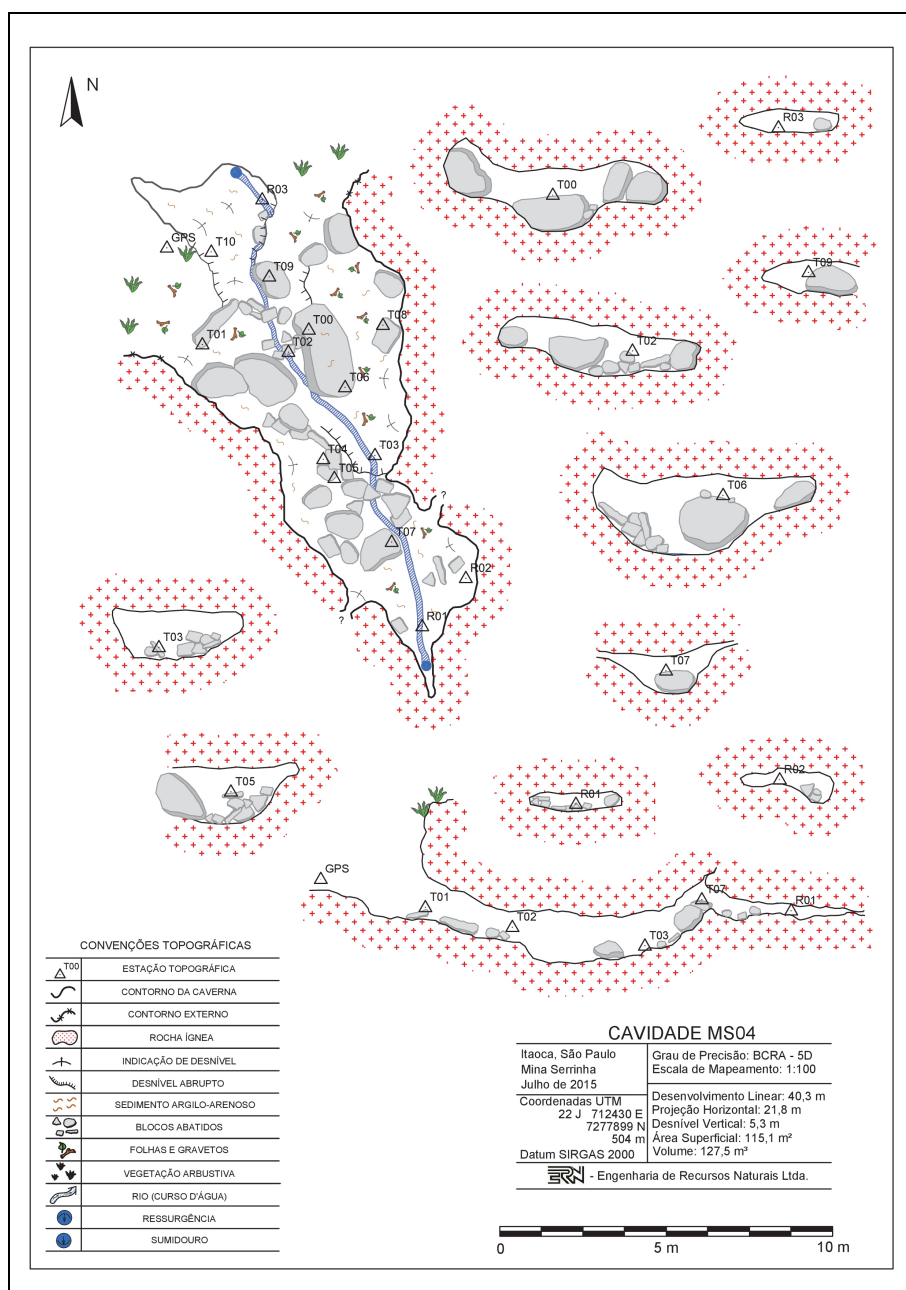 N
R03
GPS
T10
T09
T00
T01
T02
T08
T06
T04
T03
T05
?
T07
R02
R01
?
R03
T00
T09
T02
T06
T03
T07
T05
R01
R02
GPS
T01
T02
T03
T07
R01
CONVENÇÕES TOPOGRÁFICAS
T00 ESTAÇÃO TOPOGRÁFICA
CONTORNO DA CAVERNA
CONTORNO EXTERNO
ROCHA ÍGNEA
INDICAÇÃO DE DESNÍVEL
DESNÍVEL ABRUPTO
SEDIMENTO ARGILO-ARENOSO
BLOCOS ABATIDOS
FOLHAS E GRAVETOS
VEGETAÇÃO ARBUSTIVA
RIO (CURSO D'ÁGUA)
RESSURGÊNCIA
SUMIDOURO
CAVIDADE MS04
Itaoca, São Paulo
Mina Serrinha
Julho de 2015
Grau de Precisão: BCRA - 5D
Escala de Mapeamento: 1:100
Coordenadas UTM
22 J 712430 E
7277899 N
504 m
Datum SIRGAS 2000
Desenvolvimento Linear: 40,3 m
Projeção Horizontal: 21,8 m
Desnível Vertical: 5,3 m
Área Superficial: 115,1 m²
Volume: 127,5 m³
ERN - Engenharia de Recursos Naturais Ltda.
0 5 m 10 m